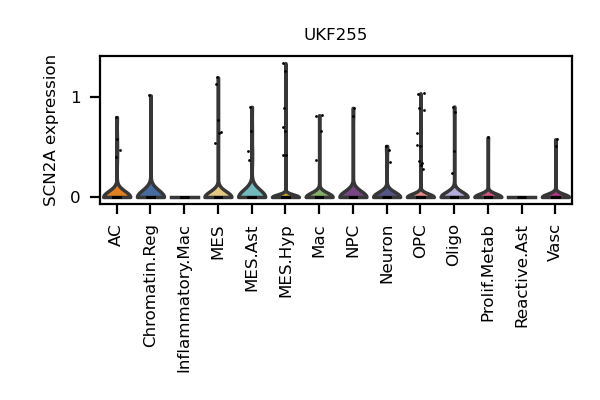 UKF255
SCN2A expression
1
0
AC
Chromatin.Reg
Inflammatory.Mac
MES
MES.Ast
MES.Hyp
Mac
NPC
Neuron
OPC
Oligo
Prolif.Metab
Reactive.Ast
Vasc